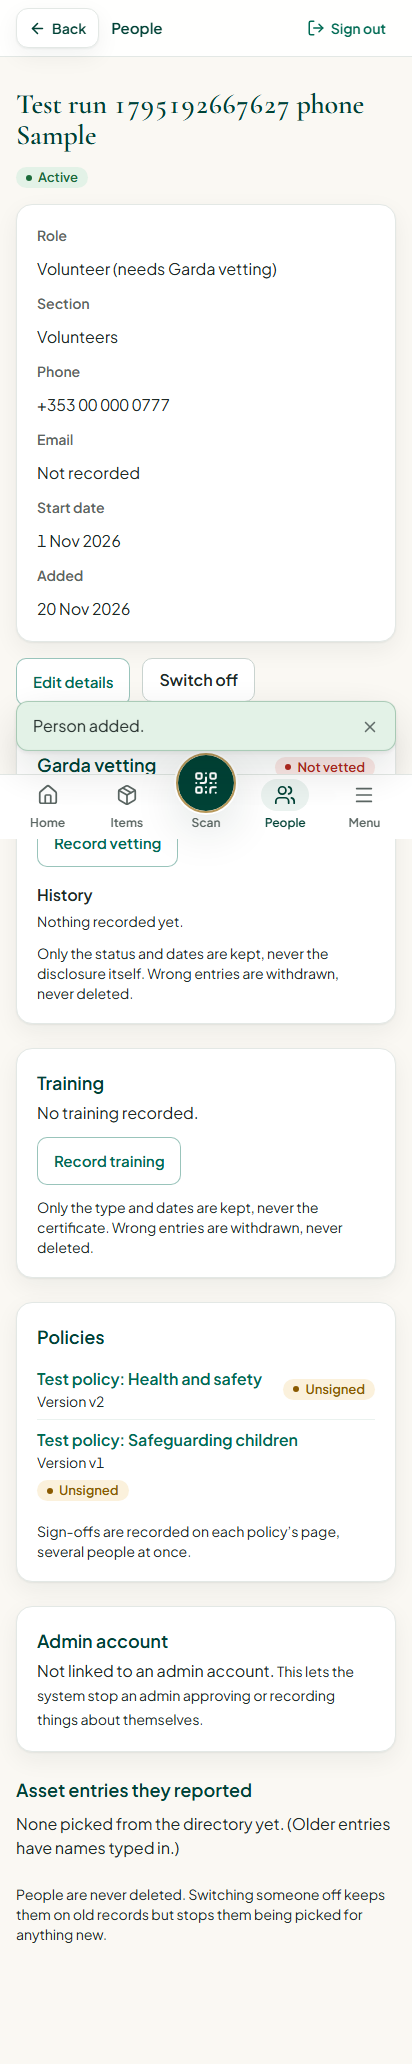 Back
People
Sign out
Test run 1795192667627 phone
Sample
Active
Role
Volunteer (needs Garda vetting)
Section
Volunteers
Phone
+353 00 000 0777
Email
Not recorded
Start date
1 Nov 2026
Added
20 Nov 2026
Edit details
Switch off
Person added.
Garda vetting
Not vetted
Home
Items
Scan
People
Menu
Record vetting
History
Nothing recorded yet.
Only the status and dates are kept, never the
disclosure itself. Wrong entries are withdrawn,
never deleted.
Training
No training recorded.
Record training
Only the type and dates are kept, never the
certificate. Wrong entries are withdrawn, never
deleted.
Policies
Test policy: Health and safety
Unsigned
Version v2
Test policy: Safeguarding children
Version v1
Unsigned
Sign-offs are recorded on each policy's page,
several people at once.
Admin account
Not linked to an admin account. This lets the
system stop an admin approving or recording
things about themselves.
Asset entries they reported
None picked from the directory yet. (Older entries
have names typed in.)
People are never deleted. Switching someone off keeps
them on old records but stops them being picked for
anything new.